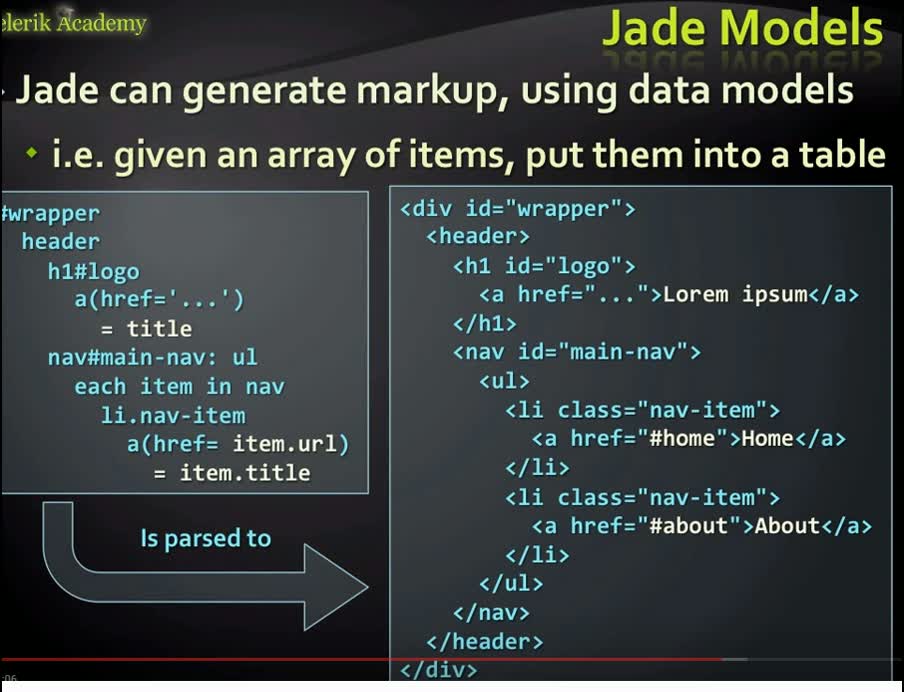 elerik Academy
Jade Models
Jade can generate markup, using data models
i.e. given an array of items, put them into a table
#wrapper
  header
    h1#logo
      a(href='...')
        = title
    nav#main-nav: ul
      each item in nav
        li.nav-item
          a(href= item.url)
            = item.title
Is parsed to
<div id="wrapper">
  <header>
    <h1 id="logo">
      <a href="...">Lorem ipsum</a>
    </h1>
    <nav id="main-nav">
      <ul>
        <li class="nav-item">
          <a href="#home">Home</a>
        </li>
        <li class="nav-item">
          <a href="#about">About</a>
        </li>
      </ul>
    </nav>
  </header>
</div>
:06